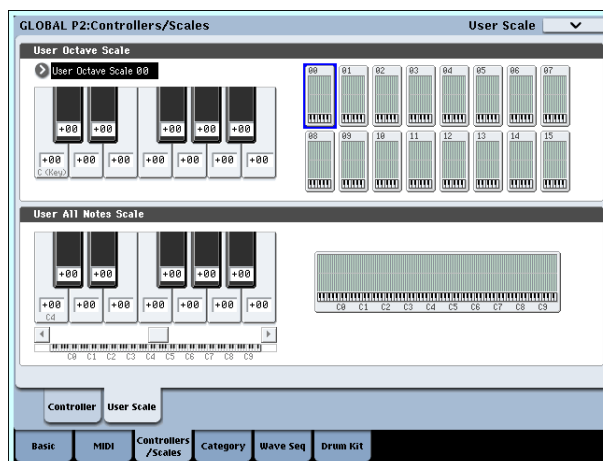 GLOBAL P2:Controllers/Scales User Scale
User Octave Scale
User Octave Scale 00
00 01 02 03 04 05 06 07
+00 +00 +00 +00 +00
+00 +00 +00 +00 +00 +00 +00
C (Key)
08 09 10 11 12 13 14 15
User All Notes Scale
+00 +00 +00 +00 +00
+00 +00 +00 +00 +00 +00 +00
C4
C0 C1 C2 C3 C4 C5 C6 C7 C8 C9
C0 C1 C2 C3 C4 C5 C6 C7 C8 C9
Controller User Scale
Basic MIDI Controllers /Scales Category Wave Seq Drum Kit